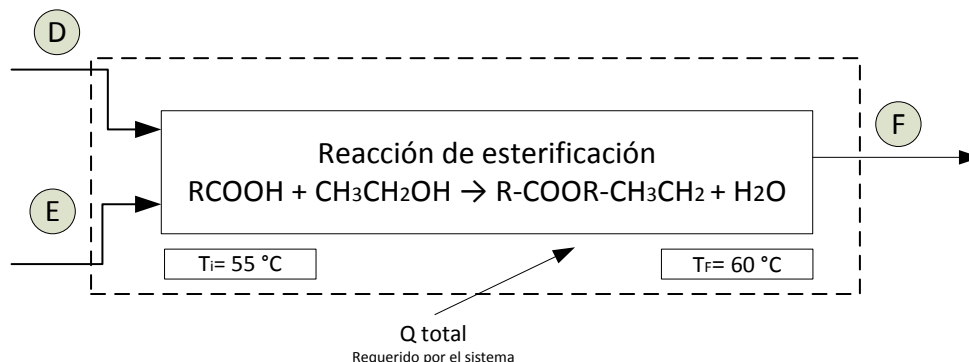 D
F
Reacción de esterificación
RCOOH + CH3CH2OH → R-COOR-CH3CH2 + H2O
E
Ti= 55 °C
TF= 60 °C
Q total
Requerido por el sistema